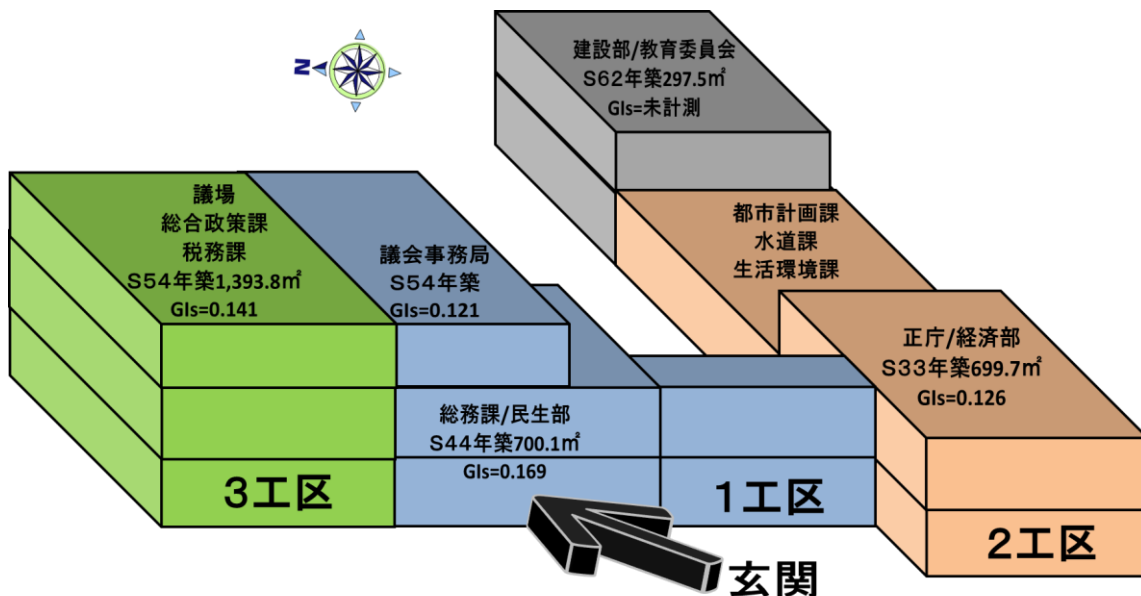 N
建設部/教育委員会
S62年築297.5㎡
GIs=未計測
議場
総合政策課
税務課
S54年築1,393.8㎡
GIs=0.141
議会事務局
S54年築
GIs=0.121
都市計画課
水道課
生活環境課
正庁/経済部
S33年築699.7㎡
GIs=0.126
総務課/民生部
S44年築700.1㎡
GIs=0.169
3工区
1工区
2工区
玄関